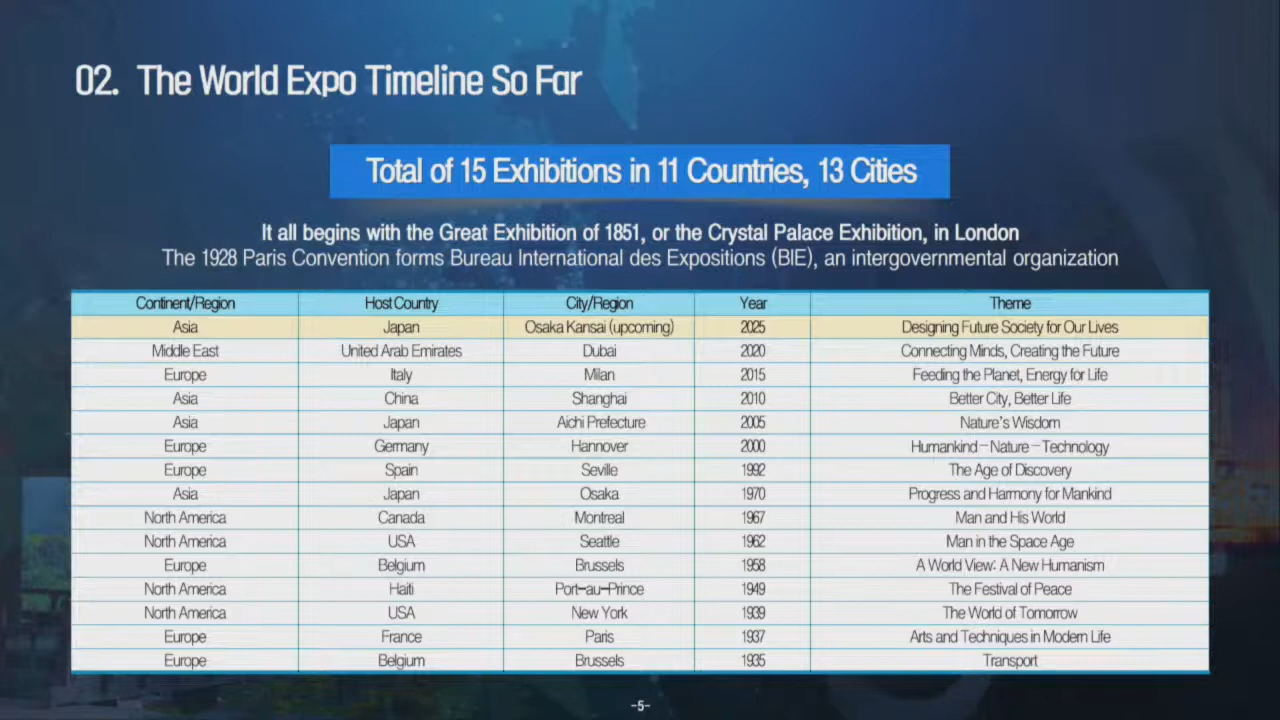 02. The World Expo Timeline So Far
Total of 15 Exhibitions in 11 Countries, 13 Cities
It all begins with the Great Exhibition of 1851, or the Crystal Palace Exhibition, in London
The 1928 Paris Convention forms Bureau International des Expositions (BIE), an intergovernmental organization
Continent/Region Host Country City/Region Year Theme
Asia Japan Osaka Kansai (upcoming) 2025 Designing Future Society for Our Lives
Middle East United Arab Emirates Dubai 2020 Connecting Minds, Creating the Future
Europe Italy Milan 2015 Feeding the Planet, Energy for Life
Asia China Shanghai 2010 Better City, Better Life
Asia Japan Aichi Prefecture 2005 Nature's Wisdom
Europe Germany Hannover 2000 Humankind – Nature – Technology
Europe Spain Seville 1992 The Age of Discovery
Asia Japan Osaka 1970 Progress and Harmony for Mankind
North America Canada Montreal 1967 Man and His World
North America USA Seattle 1962 Man in the Space Age
Europe Belgium Brussels 1958 A World View: A New Humanism
North America Haiti Port-au-Prince 1949 The Festival of Peace
North America USA New York 1939 The World of Tomorrow
Europe France Paris 1937 Arts and Techniques in Modern Life
Europe Belgium Brussels 1935 Transport
-5-